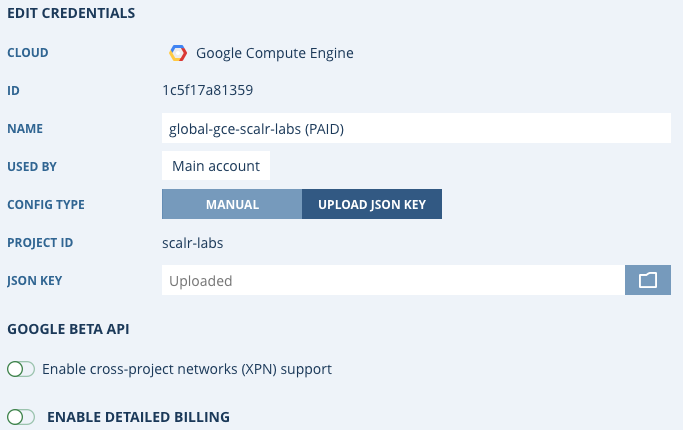 EDIT CREDENTIALS
CLOUD Google Compute Engine
ID 1c5f17a81359
NAME global-gce-scalr-labs (PAID)
USED BY Main account
CONFIG TYPE MANUAL UPLOAD JSON KEY
PROJECT ID scalr-labs
JSON KEY Uploaded
GOOGLE BETA API
Enable cross-project networks (XPN) support
ENABLE DETAILED BILLING